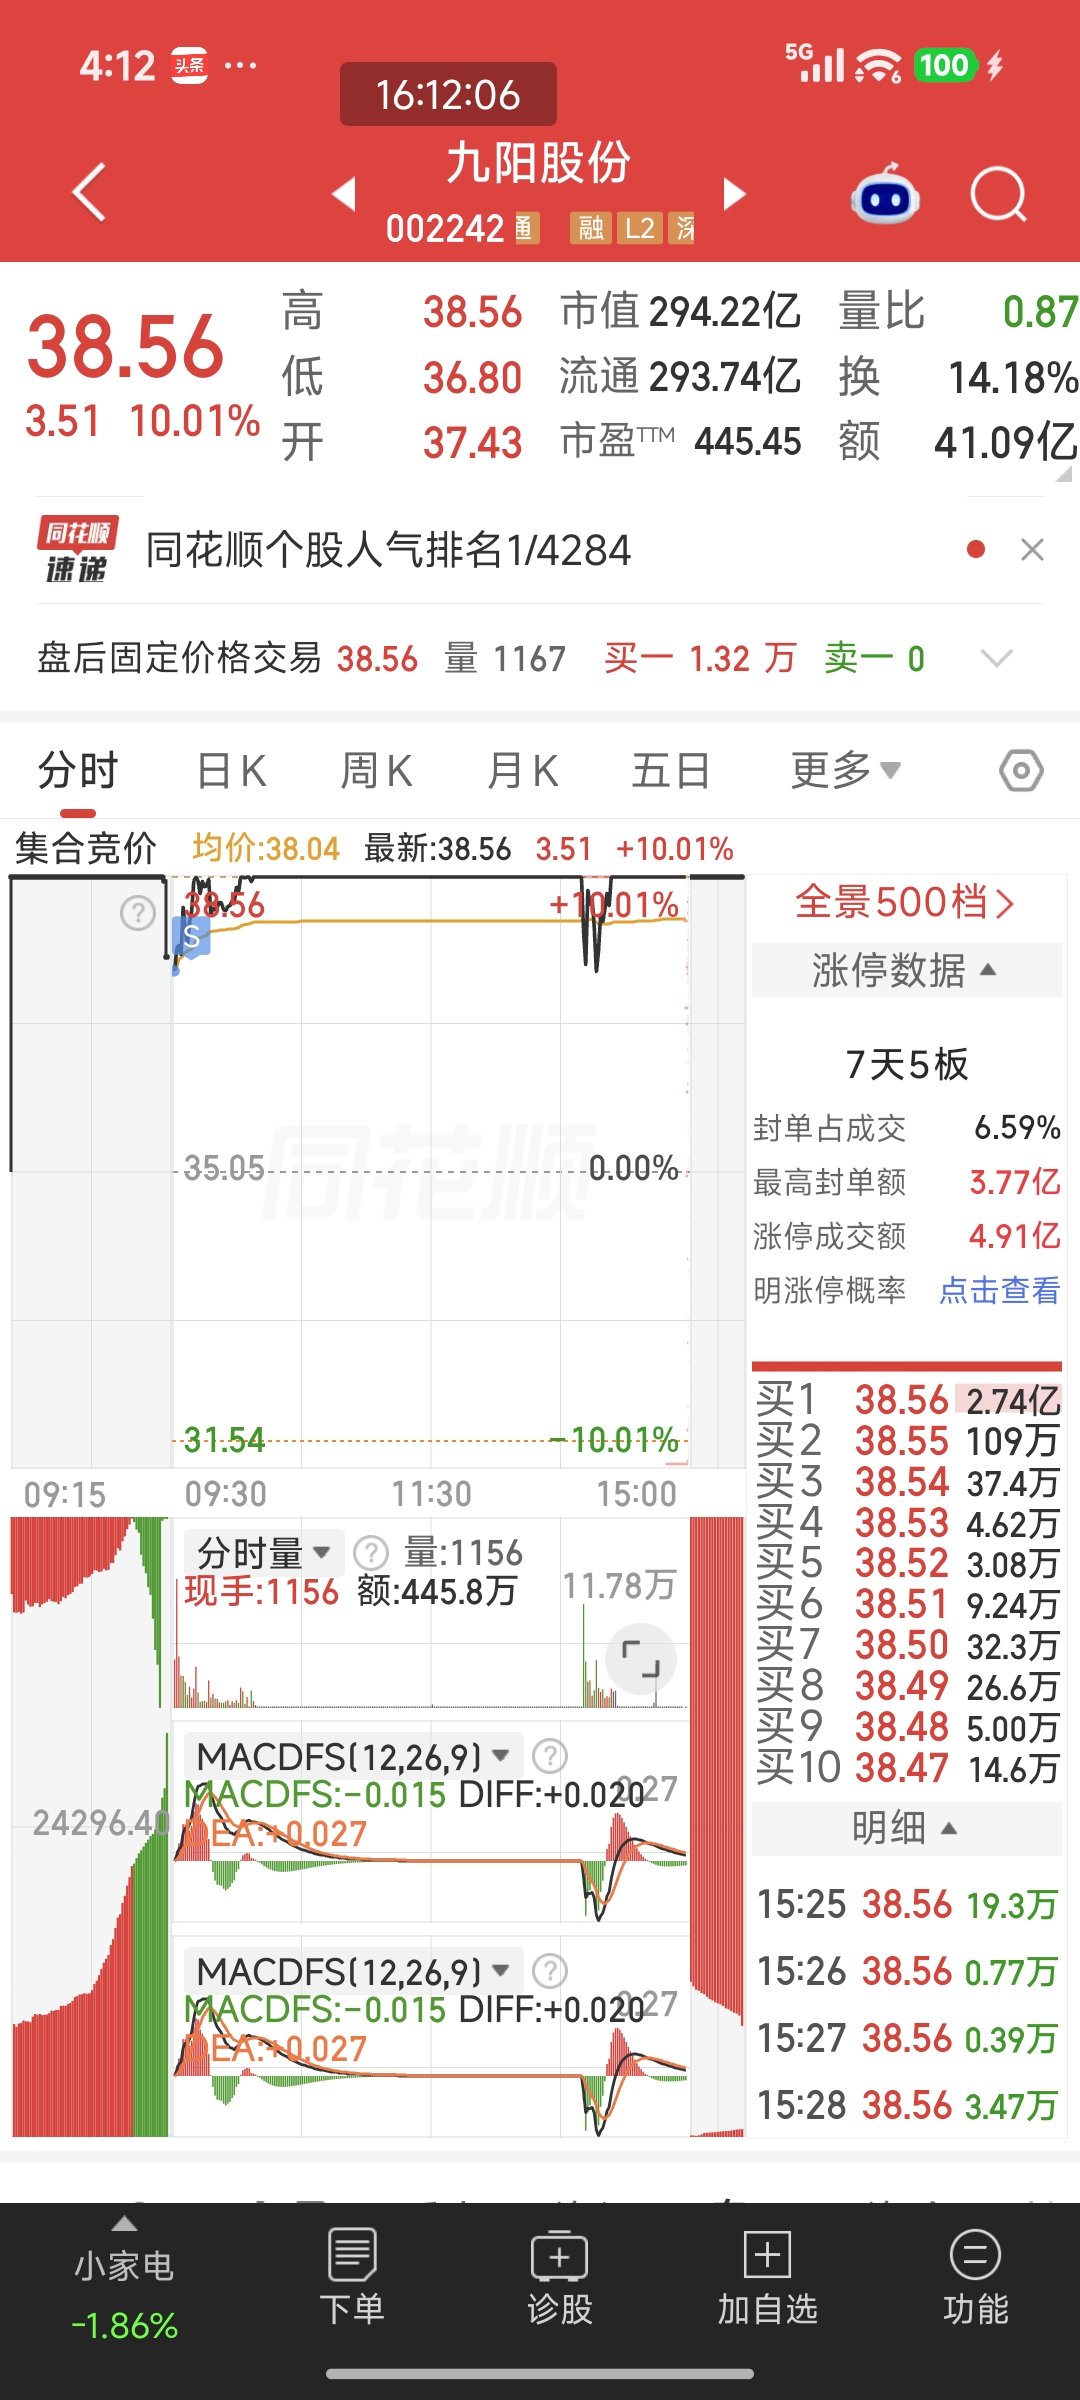 4:12 头条 ... 5G 6 100
16:12:06
九阳股份
002242 通 融 L2 深
38.56
3.51 10.01%
高 38.56 市值 294.22亿 量比 0.87
低 36.80 流通 293.74亿 换 14.18%
开 37.43 市盈TTM 445.45 额 41.09亿
同花顺
速递
同花顺个股人气排名1/4284
盘后固定价格交易 38.56 量 1167 买一 1.32 万 卖一 0
分时 日K 周K 月K 五日 更多
集合竞价 均价:38.04 最新:38.56 3.51 +10.01%
38.56 +10.01%
S
35.05 0.00%
同花顺
31.54 -10.01%
09:15 09:30 11:30 15:00
分时量 ? 量:1156
现手:1156 额:445.8万 11.78万
MACDFS(12,26,9) ?
MACDFS:-0.015 DIFF:+0.020 0.27
DEA:+0.027
24296.40
MACDFS(12,26,9) ?
MACDFS:-0.015 DIFF:+0.020 0.27
DEA:+0.027
全景500档
涨停数据
7天5板
封单占成交 6.59%
最高封单额 3.77亿
涨停成交额 4.91亿
明涨停概率 点击查看
买1 38.56 2.74亿
买2 38.55 109万
买3 38.54 37.4万
买4 38.53 4.62万
买5 38.52 3.08万
买6 38.51 9.24万
买7 38.50 32.3万
买8 38.49 26.6万
买9 38.48 5.00万
买10 38.47 14.6万
明细
15:25 38.56 19.3万
15:26 38.56 0.77万
15:27 38.56 0.39万
15:28 38.56 3.47万
小家电 下单 诊股 加自选 功能
-1.86%